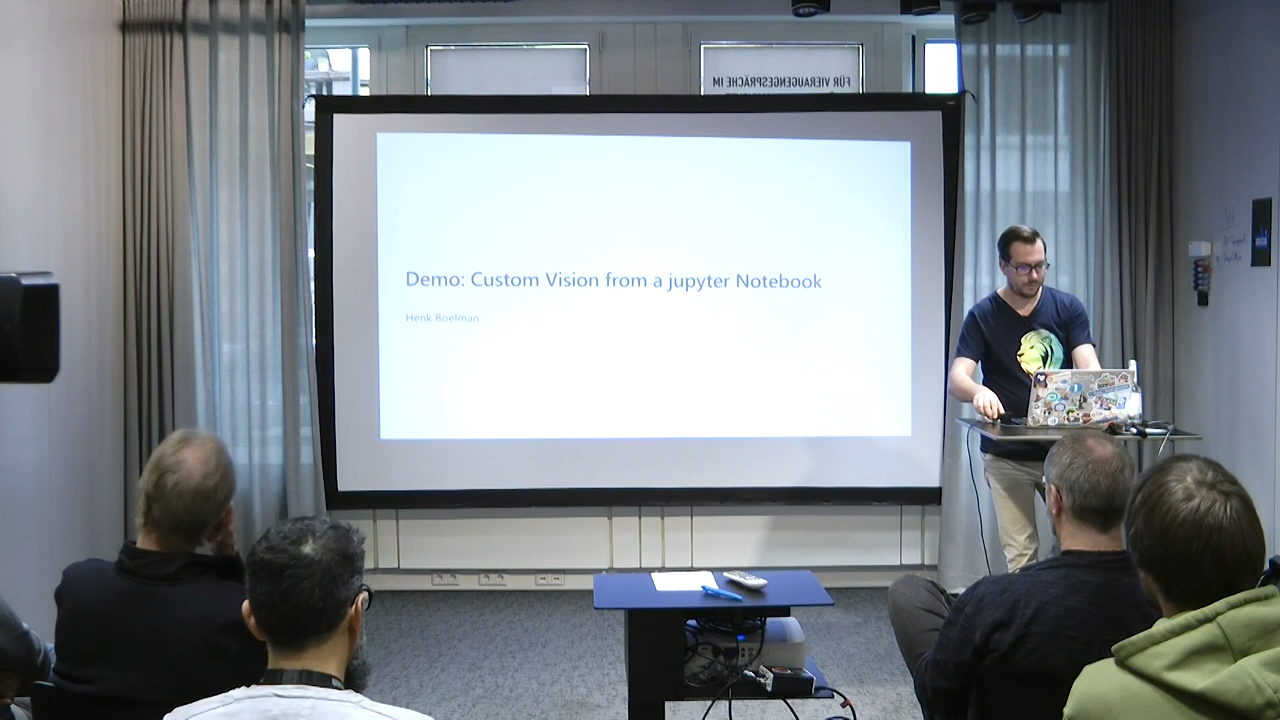 FÜR VIERAUGENGESPRÄCHE IM
Demo: Custom Vision from a jupyter Notebook
Henk Boelman